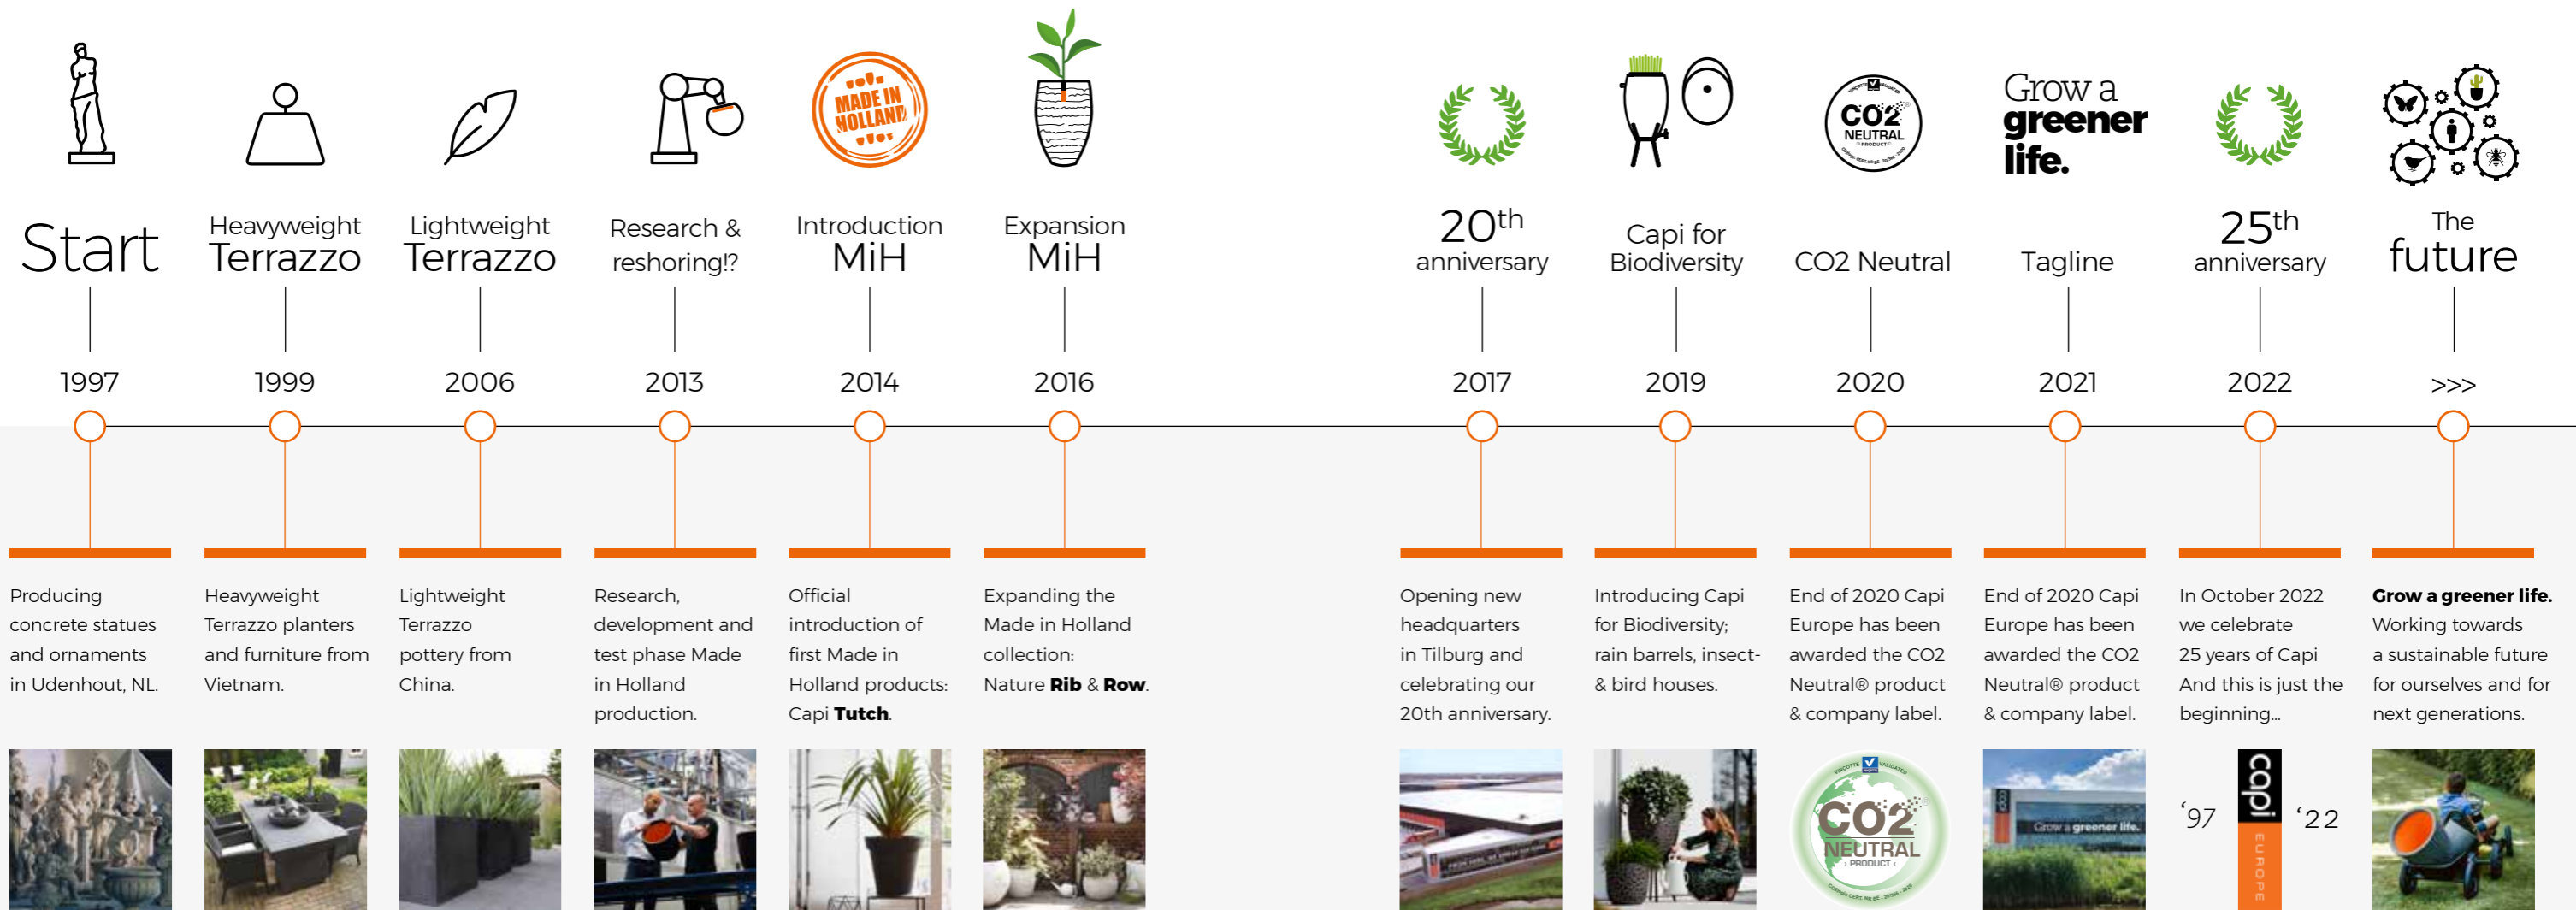 MADE IN
HOLLAND
VINÇOTTE VALIDATED
CO2
NEUTRAL
PRODUCT
Grow a
greener
life.
Start
Heavyweight
Terrazzo
Lightweight
Terrazzo
Research &
reshoring!?
Introduction
MiH
Expansion
MiH
20th
anniversary
Capi for
Biodiversity
CO2 Neutral
Tagline
25th
anniversary
The
future
1997
1999
2006
2013
2014
2016
2017
2019
2020
2021
2022
>>>
Producing
concrete statues
and ornaments
in Udenhout, NL.
Heavyweight
Terrazzo planters
and furniture from
Vietnam.
Lightweight
Terrazzo
pottery from
China.
Research,
development and
test phase Made
in Holland
production.
Official
introduction of
first Made in
Holland products:
Capi Tutch.
Expanding the
Made in Holland
collection:
Nature Rib & Row.
Opening new
headquarters
in Tilburg and
celebrating our
20th anniversary.
Introducing Capi
for Biodiversity;
rain barrels, insect-
& bird houses.
End of 2020 Capi
Europe has been
awarded the CO2
Neutral® product
& company label.
End of 2020 Capi
Europe has been
awarded the CO2
Neutral® product
& company label.
In October 2022
we celebrate
25 years of Capi
And this is just the
beginning...
Grow a greener life.
Working towards
a sustainable future
for ourselves and for
next generations.
VINÇOTTE VALIDATED
CO2
NEUTRAL
PRODUCT
capi
Grow a greener life.
‘97
capi
EUROPE
‘22